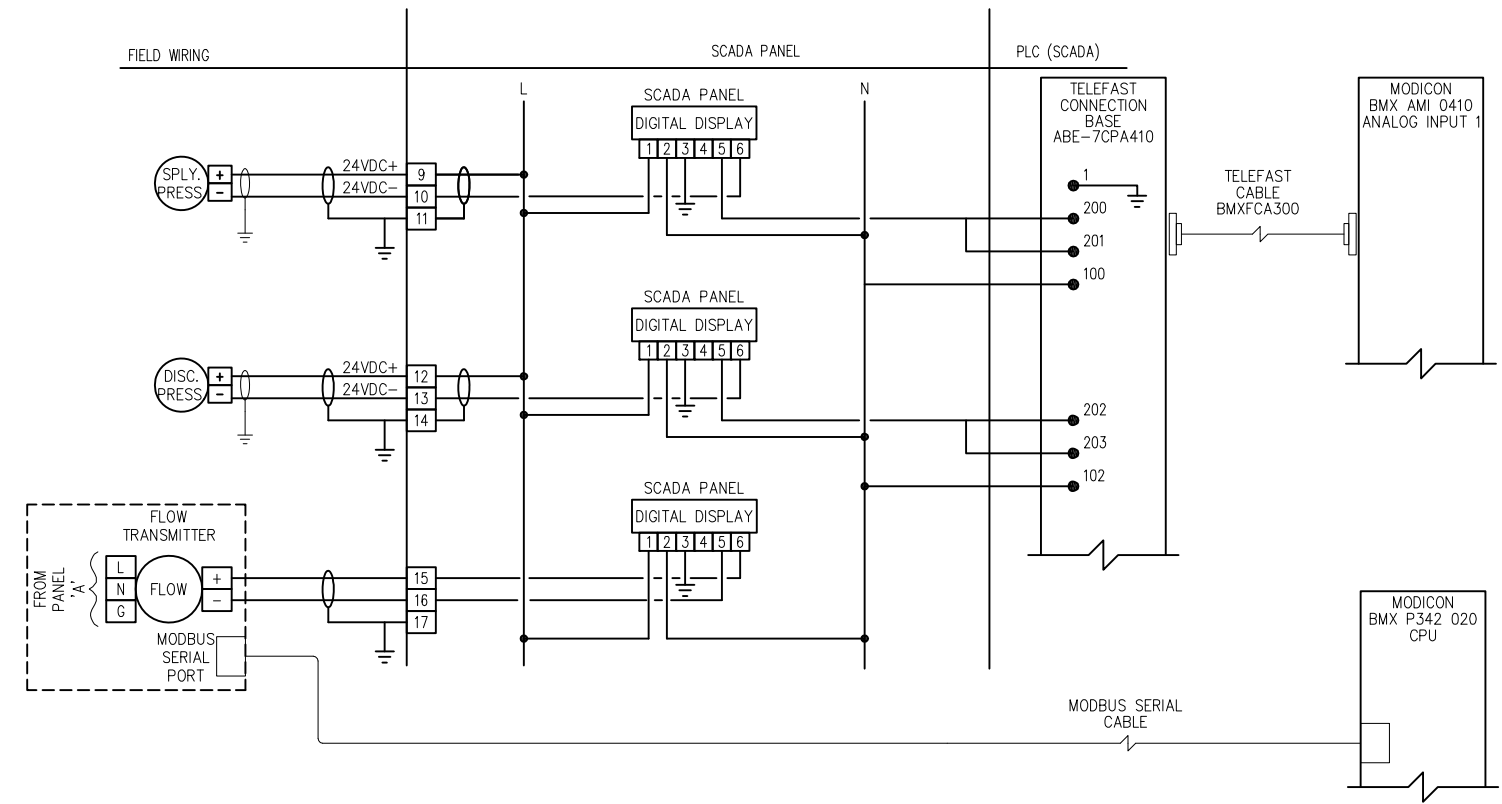 FIELD WIRING
SCADA PANEL
PLC (SCADA)
L
N
SCADA PANEL
DIGITAL DISPLAY
1 2 3 4 5 6
SPLY.
PRESS
+
-
24VDC+
24VDC-
9
10
11
TELEFAST
CONNECTION
BASE
ABE-7CPA410
1
200
201
100
TELEFAST
CABLE
BMXFCA300
MODICON
BMX AMI 0410
ANALOG INPUT 1
SCADA PANEL
DIGITAL DISPLAY
1 2 3 4 5 6
DISC.
PRESS
+
-
24VDC+
24VDC-
12
13
14
202
203
102
SCADA PANEL
DIGITAL DISPLAY
1 2 3 4 5 6
FLOW
TRANSMITTER
FROM
PANEL
'A'
L
N
G
FLOW
+
-
15
16
17
MODBUS
SERIAL
PORT
MODICON
BMX P342 020
CPU
MODBUS SERIAL
CABLE